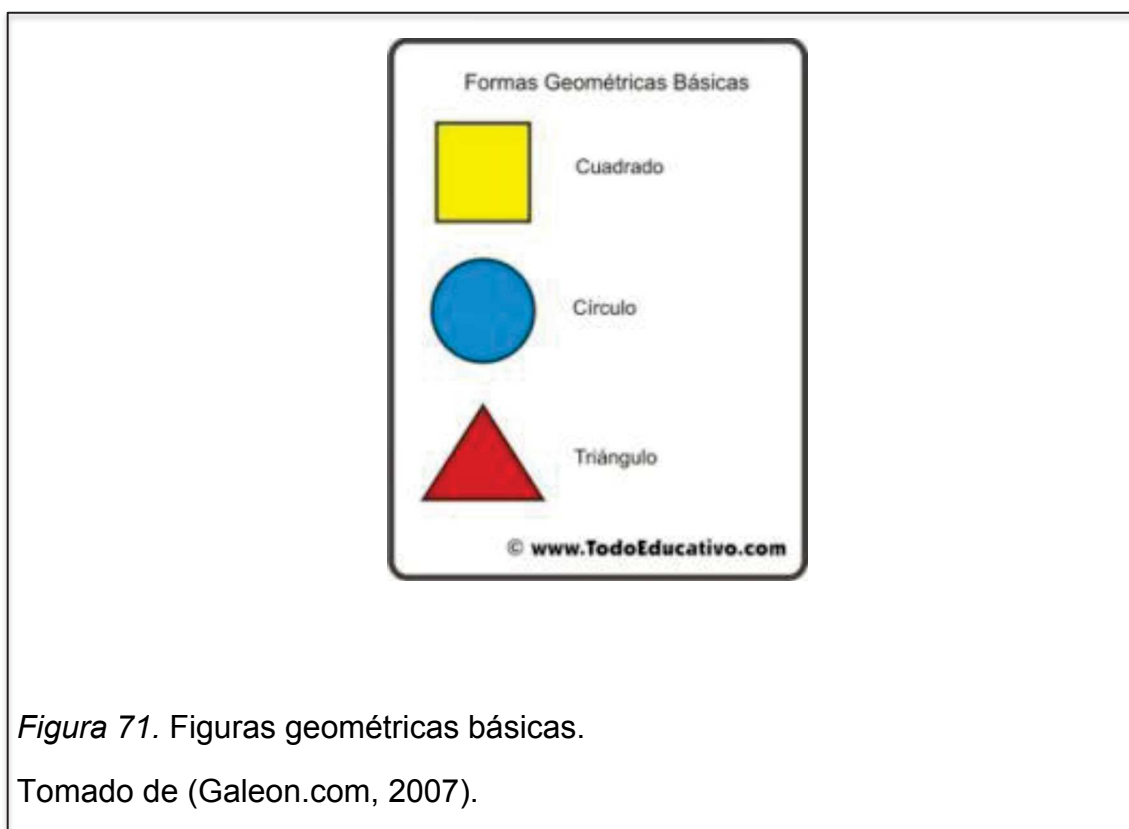 Formas Geométricas Básicas
Cuadrado
Círculo
Triángulo
© www.TodoEducativo.com
Figura 71. Figuras geométricas básicas.
Tomado de (Galeon.com, 2007).